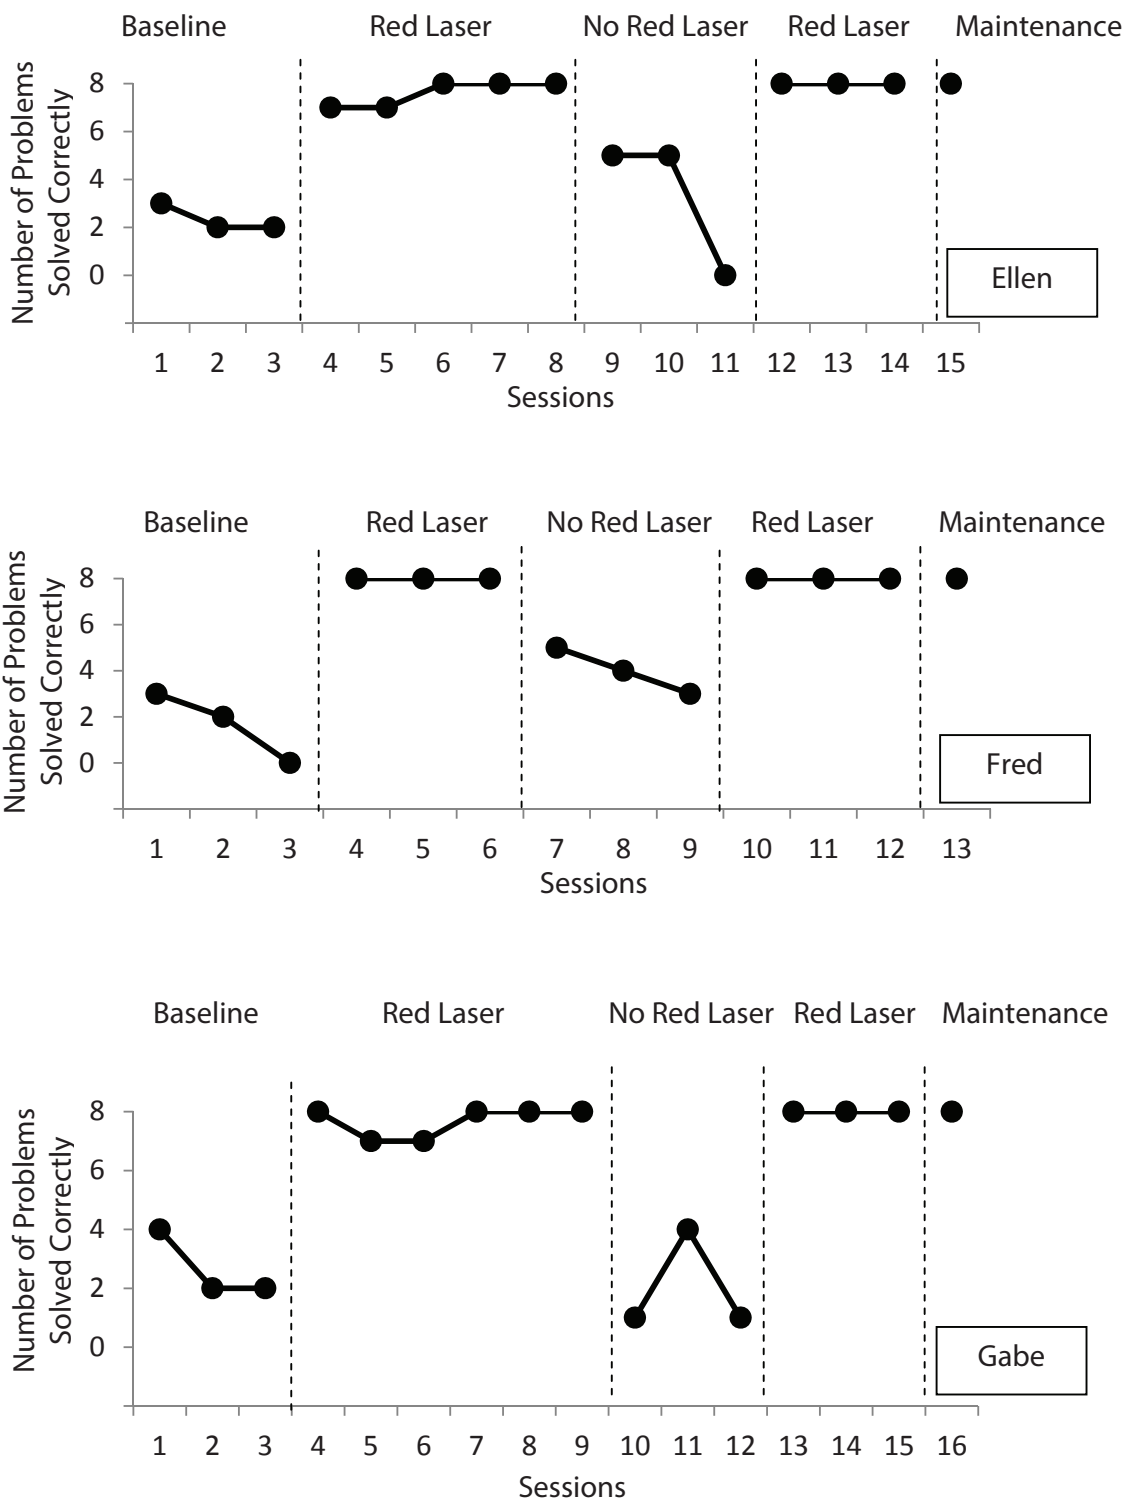 Baseline Red Laser No Red Laser Red Laser Maintenance
Number of Problems
Solved Correctly
8
6
4
2
0
Ellen
1 2 3 4 5 6 7 8 9 10 11 12 13 14 15
Sessions
Baseline Red Laser No Red Laser Red Laser Maintenance
Number of Problems
Solved Correctly
8
6
4
2
0
Fred
1 2 3 4 5 6 7 8 9 10 11 12 13
Sessions
Baseline Red Laser No Red Laser Red Laser Maintenance
Number of Problems
Solved Correctly
8
6
4
2
0
Gabe
1 2 3 4 5 6 7 8 9 10 11 12 13 14 15 16
Sessions